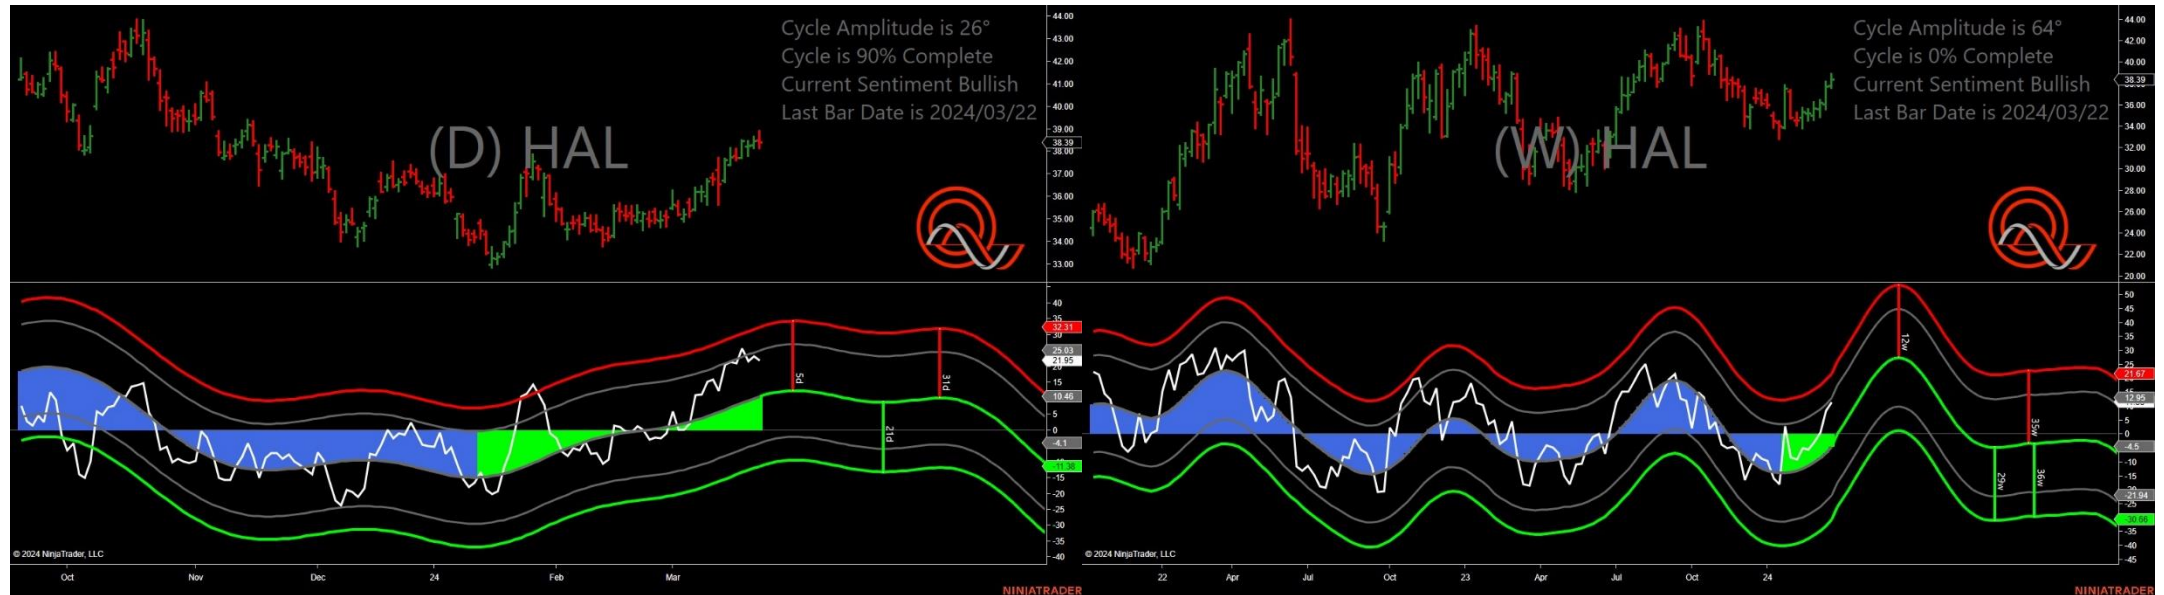 Cycle Amplitude is 26°
Cycle is 90% Complete
Current Sentiment Bullish
Last Bar Date is 2024/03/22
(D) HAL
44.00
43.00
42.00
41.00
40.00
39.00
38.39
38.00
37.00
36.00
35.00
34.00
33.00
40
35
32.31
30
25.03
21.95
15
10.46
5
0
-4.1
-11.38
-15
-20
-25
-30
-35
-40
5d
21d
31d
© 2024 NinjaTrader, LLC
Oct
Nov
Dec
24
Feb
Mar
NINJATRADER
Cycle Amplitude is 64°
Cycle is 0% Complete
Current Sentiment Bullish
Last Bar Date is 2024/03/22
(W) HAL
44.00
42.00
40.00
38.39
36.00
34.00
32.00
30.00
28.00
26.00
24.00
22.00
20.00
50
45
40
35
30
25
21.67
12.95
5
0
-4.5
-10
-15
-21.94
-25
-30.66
-35
-40
-45
12w
29w
35w
36w
© 2024 NinjaTrader, LLC
22
Apr
Jul
Oct
23
Apr
Jul
Oct
24
NINJATRADER